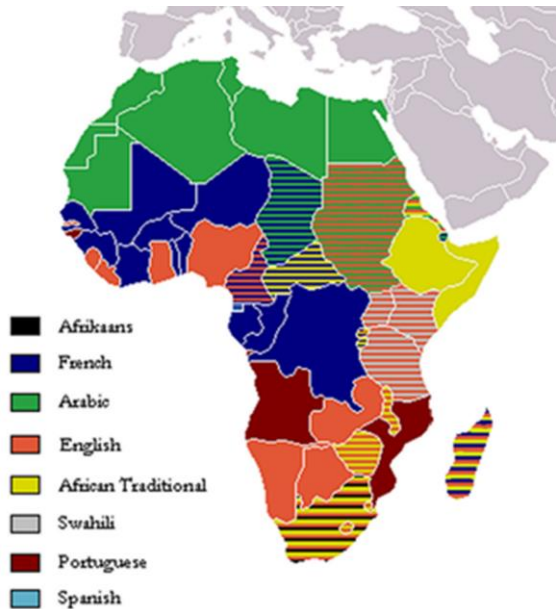 Afrikaans
French
Arabic
English
African Traditional
Swahili
Portuguese
Spanish